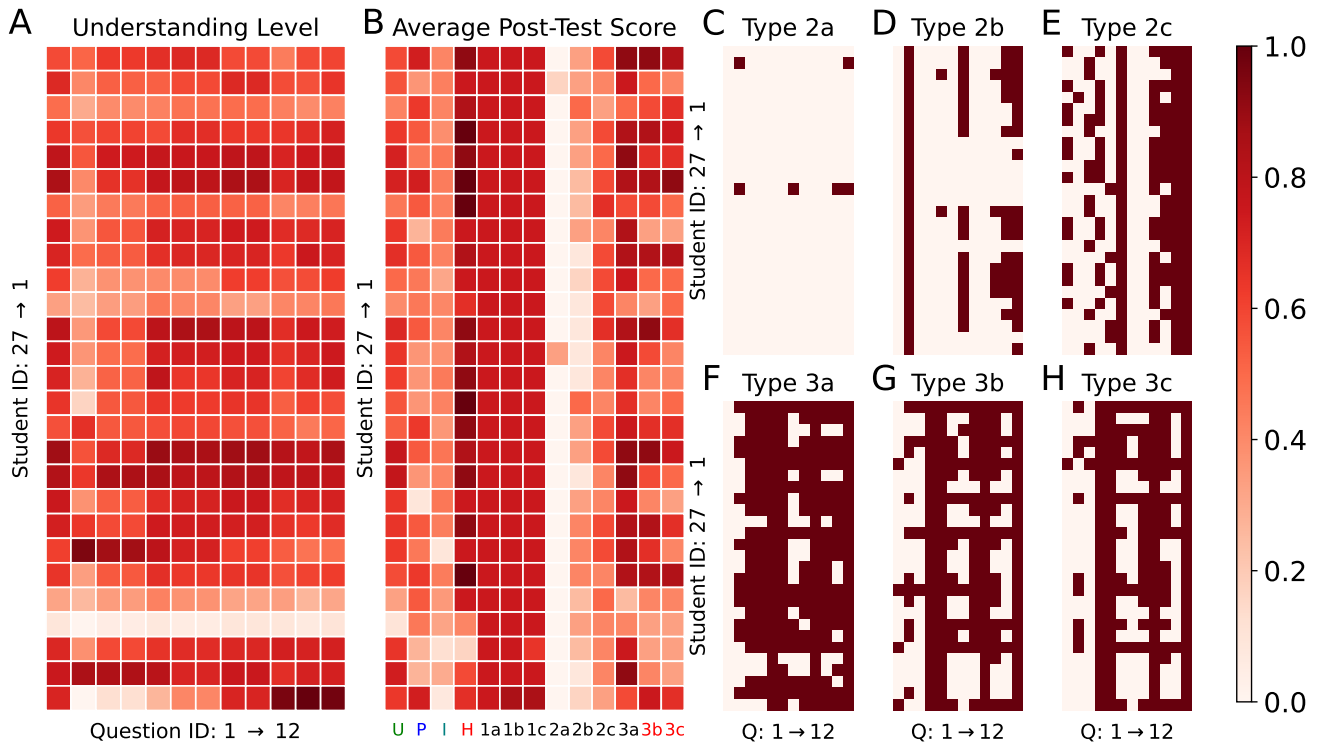 A Understanding Level
Student ID: 27 → 1
Question ID: 1 → 12
B Average Post-Test Score
Student ID: 27 → 1
U P I H 1a 1b 1c 2a 2b 2c 3a 3b 3c
C Type 2a
Student ID: 27 → 1
D Type 2b
E Type 2c
F Type 3a
Student ID: 27 → 1
Q: 1→12
G Type 3b
Q: 1→12
H Type 3c
Q: 1→12
1.0
0.8
0.6
0.4
0.2
0.0